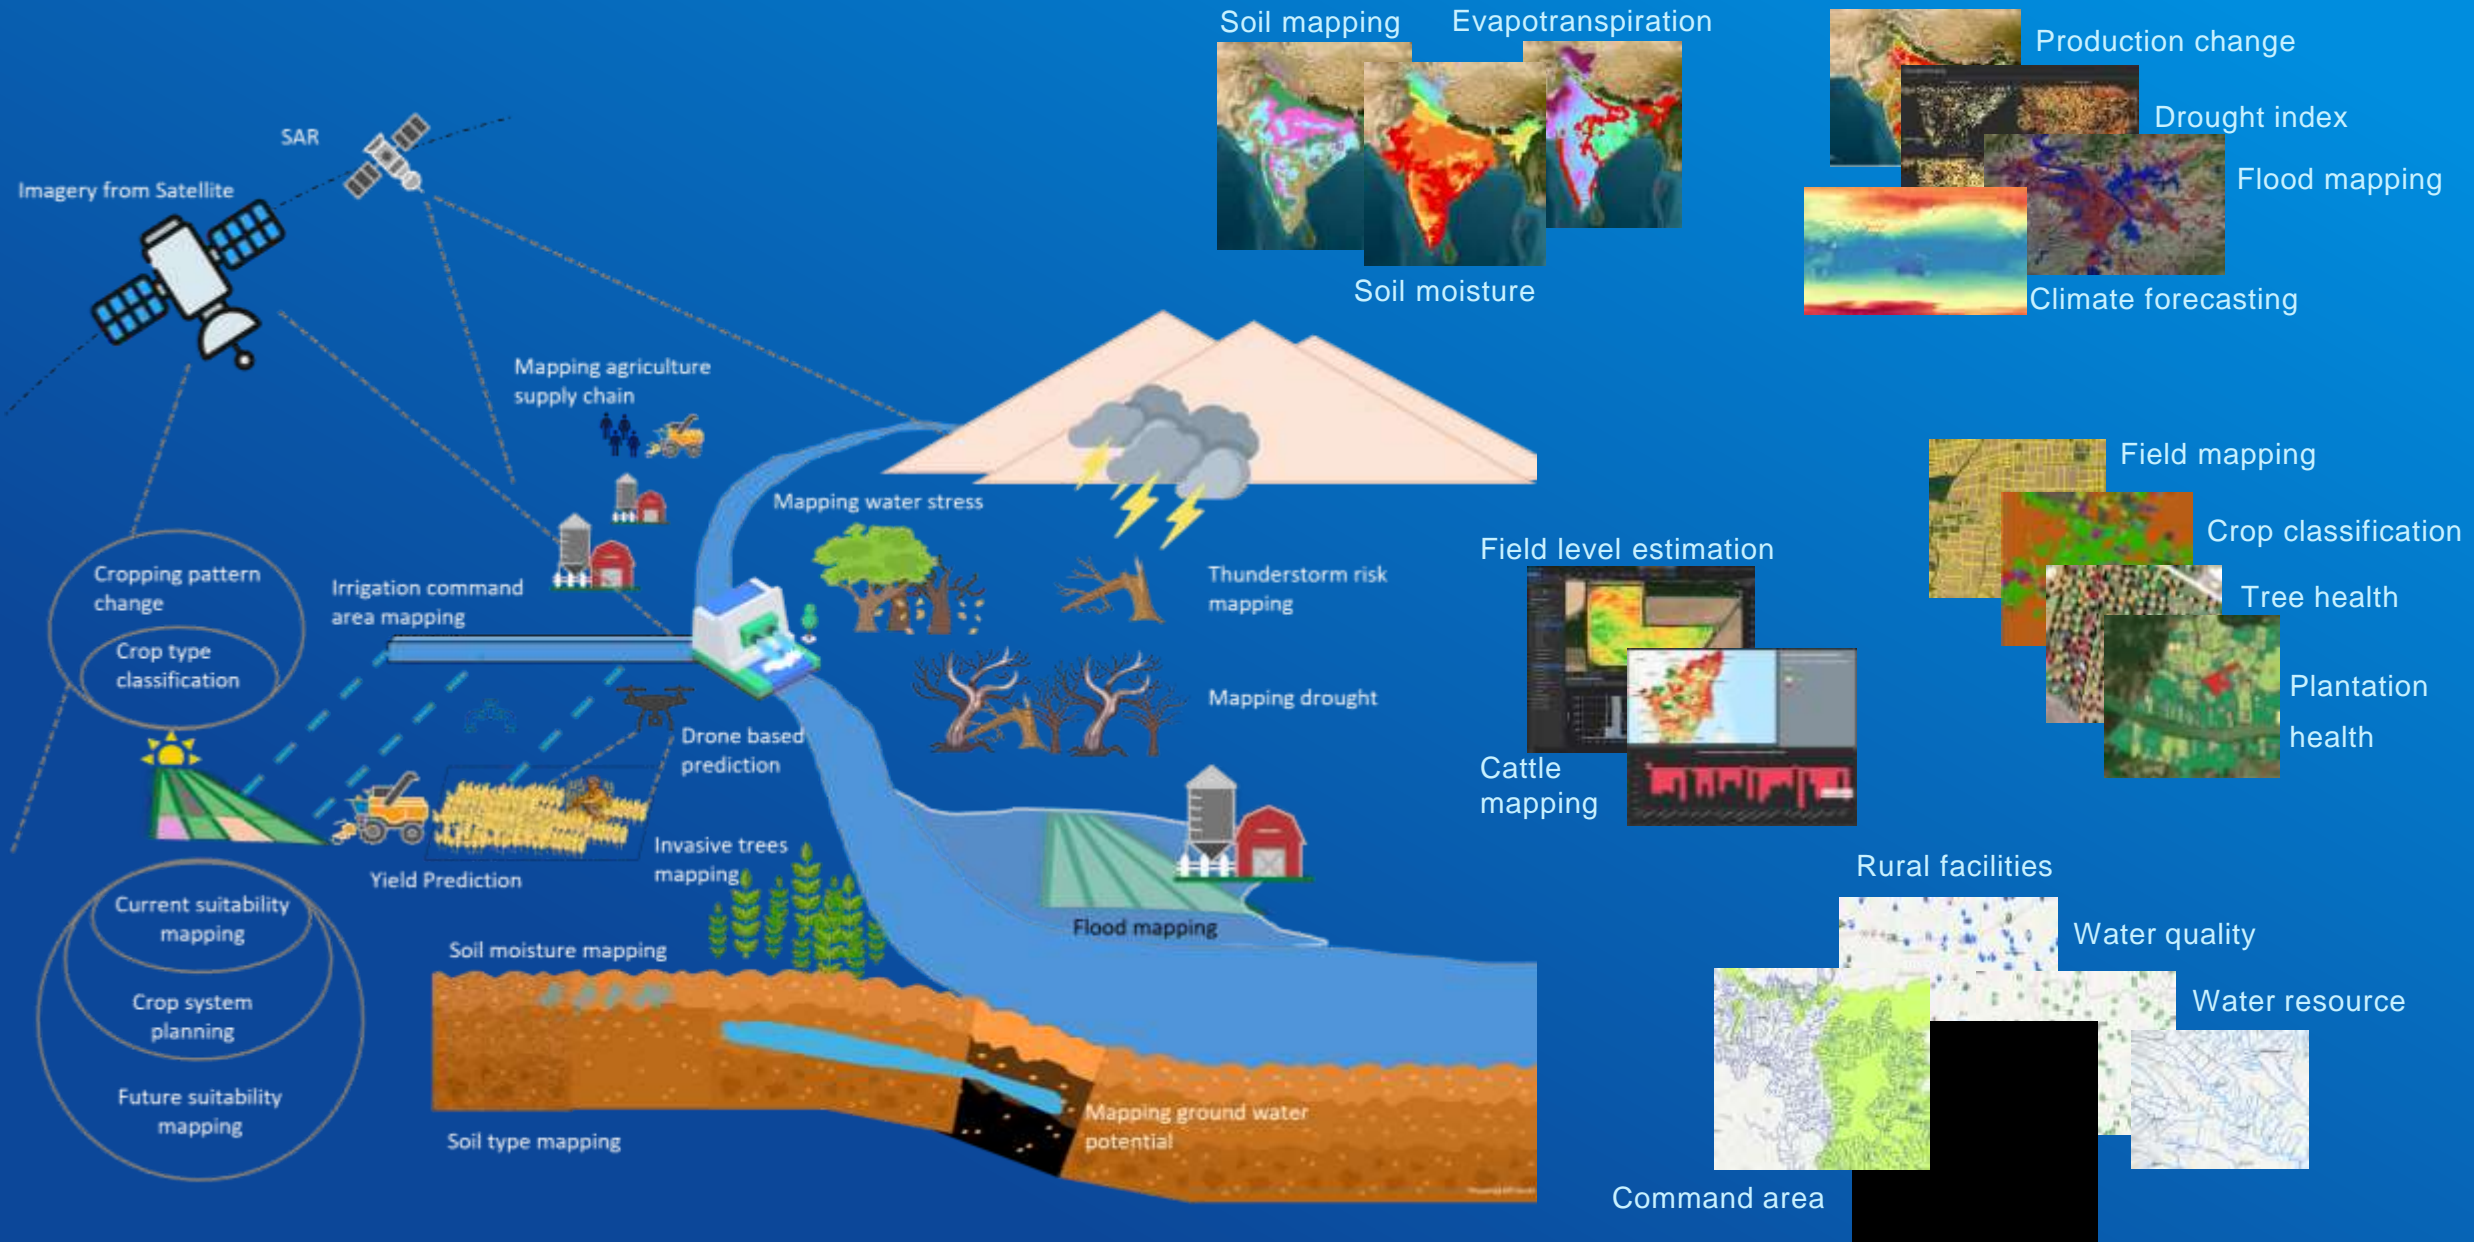 Soil mapping
Evapotranspiration
Soil moisture
Production change
Drought index
Flood mapping
Climate forecasting
SAR
Imagery from Satellite
Mapping agriculture
supply chain
Mapping water stress
Cropping pattern
change
Crop type
classification
Irrigation command
area mapping
Thunderstorm risk
mapping
Mapping drought
Drone based
prediction
Invasive trees
mapping
Yield Prediction
Flood mapping
Current suitability
mapping
Crop system
planning
Future suitability
mapping
Soil moisture mapping
Soil type mapping
Mapping ground water
potential
Field level estimation
Cattle
mapping
Field mapping
Crop classification
Tree health
Plantation
health
Rural facilities
Water quality
Water resource
Command area